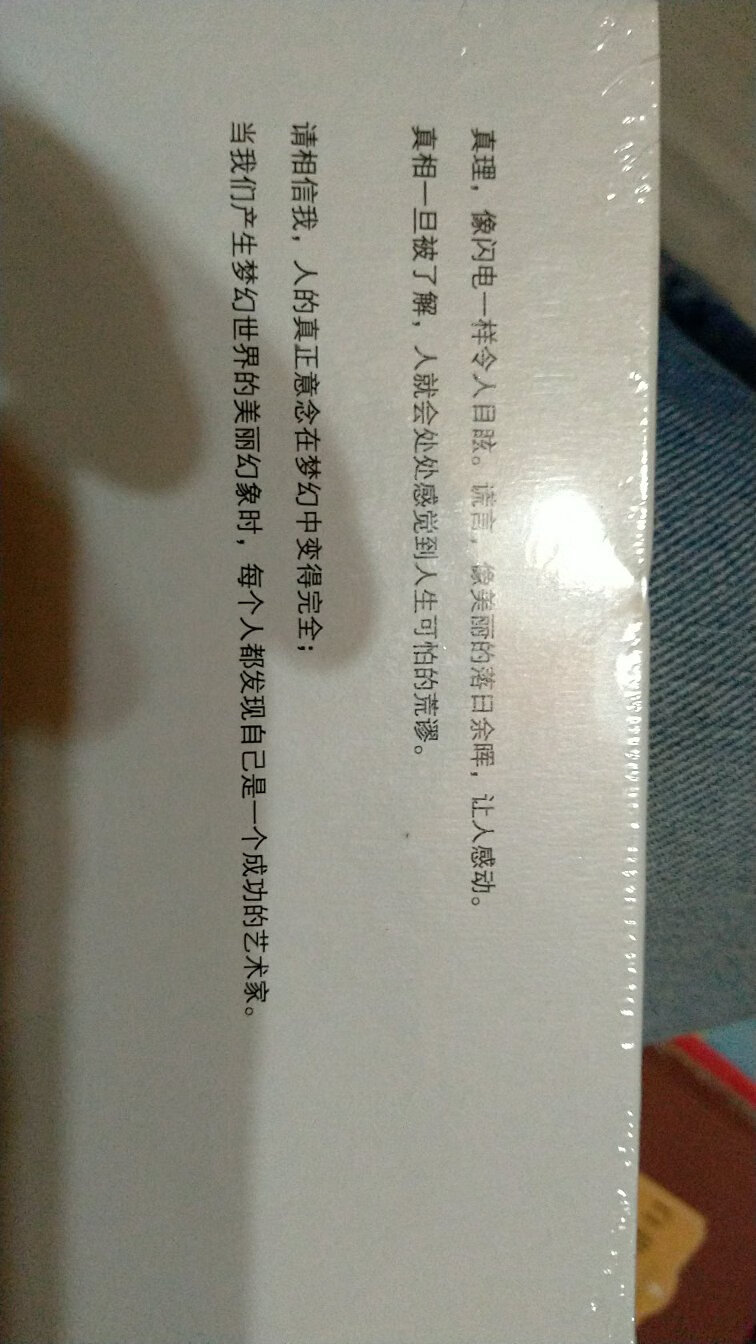 真理，像闪电一样令人目眩。谎言，像美丽的落日余晖，让人感动。
真相一旦被了解，人就会处处感觉到人生可怕的荒谬。
请相信我，人的真正意念在梦幻中变得完全；
当我们产生梦幻世界的美丽幻象时，每个人都发现自己是一个成功的艺术家。